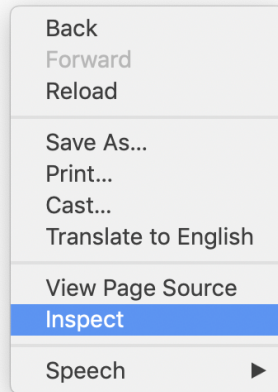 Back
Forward
Reload
Save As...
Print...
Cast...
Translate to English
View Page Source
Inspect
Speech